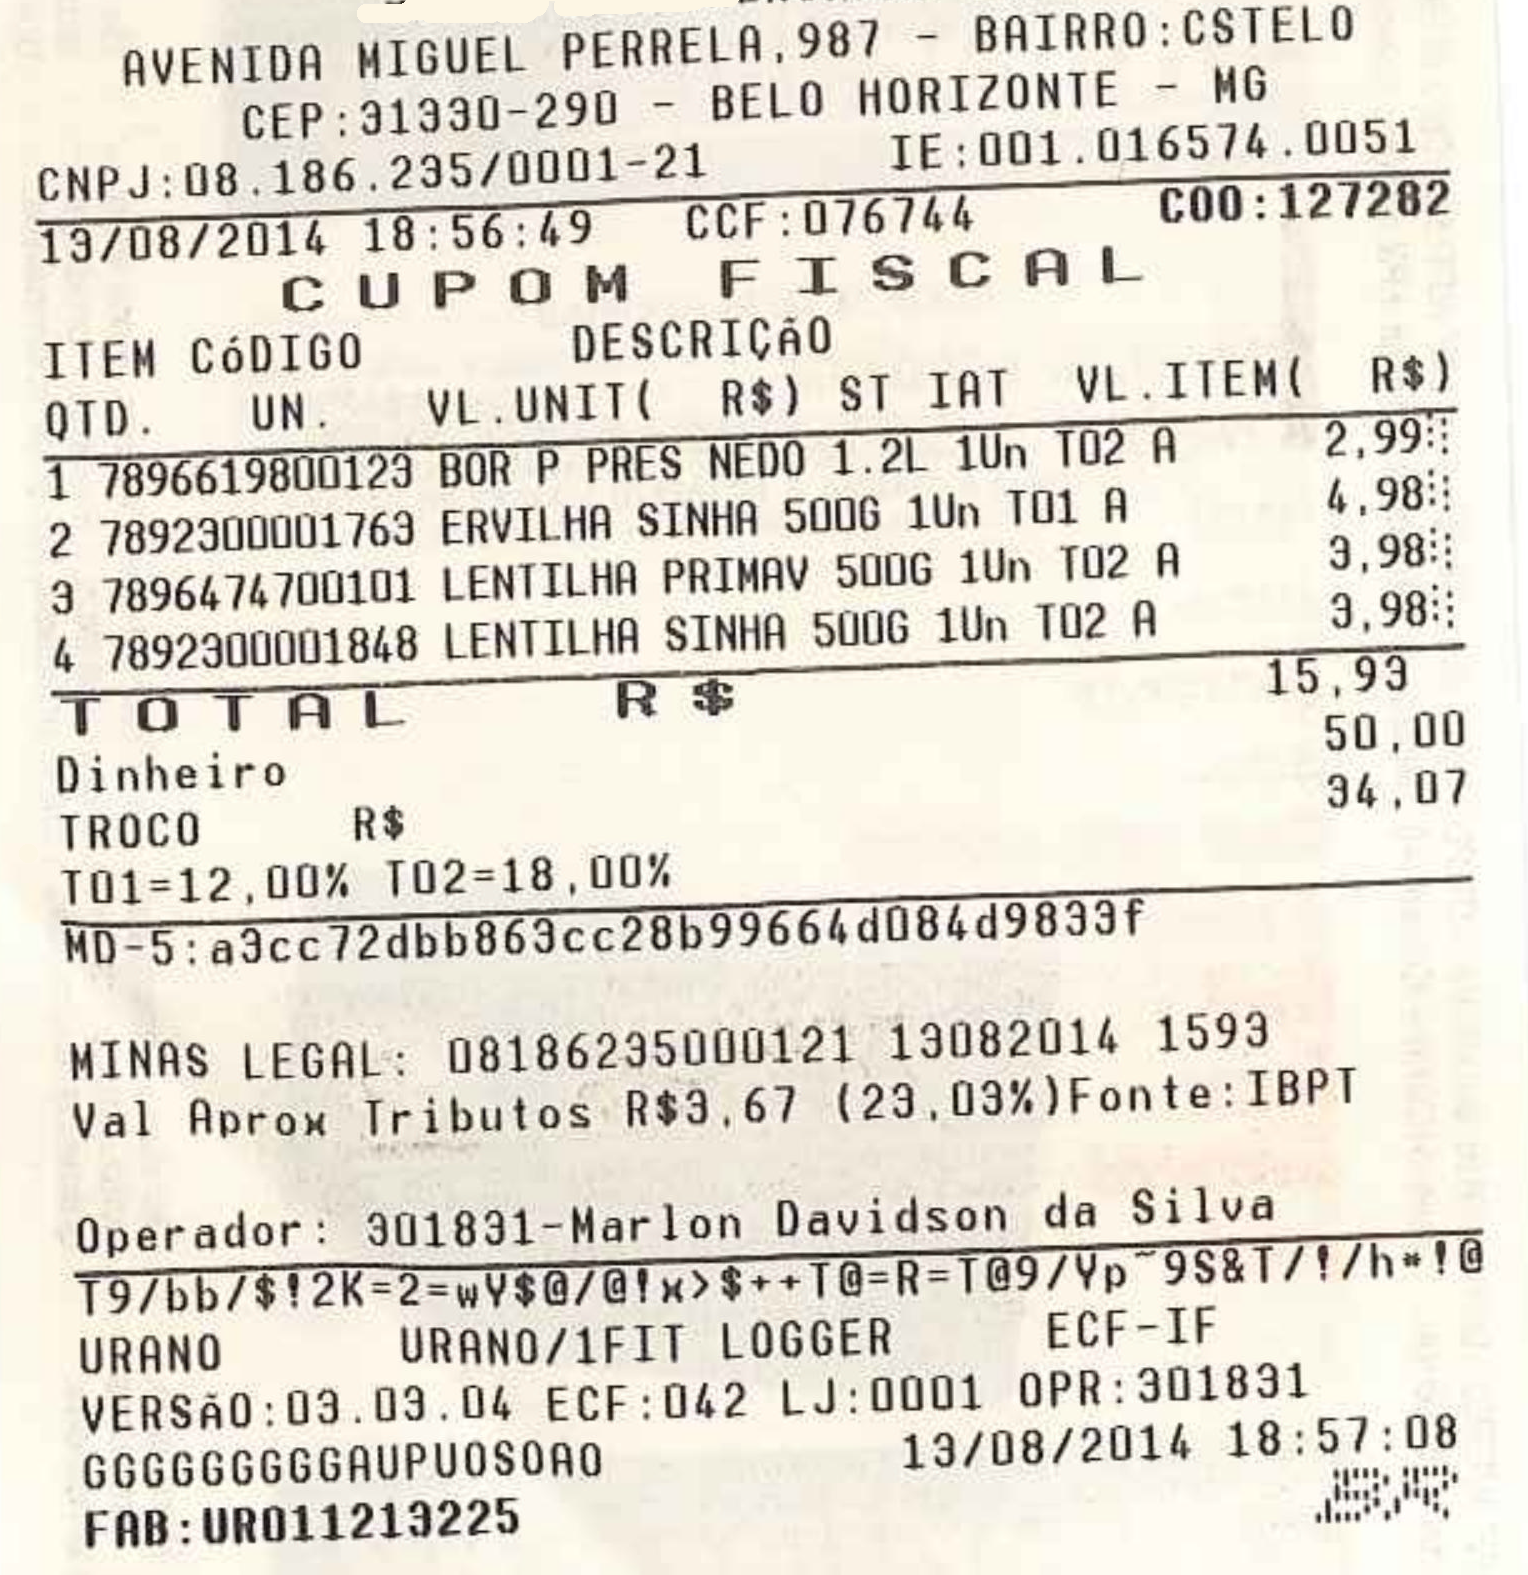 AVENIDA MIGUEL PERRELA,987 - BAIRRO:CSTELO
CEP:31330-290 - BELO HORIZONTE - MG
CNPJ:08.186.235/0001-21 IE:001.016574.0051
13/08/2014 18:56:49 CCF:076744 COO:127282
CUPOM FISCAL
ITEM CóDIGO DESCRIÇãO
QTD. UN. VL.UNIT( R$) ST IAT VL.ITEM( R$)
1 7896619800123 BOR P PRES NEDO 1.2L 1Un T02 A 2,99
2 7892300001763 ERVILHA SINHA 500G 1Un T01 A 4,98
3 7896474700101 LENTILHA PRIMAV 500G 1Un T02 A 3,98
4 7892300001848 LENTILHA SINHA 500G 1Un T02 A 3,98
TOTAL R$ 15,93
Dinheiro 50,00
TROCO R$ 34,07
T01=12,00% T02=18,00%
MD-5:a3cc72dbb863cc28b99664d084d9833f
MINAS LEGAL: 08186235000121 13082014 1593
Val Aprox Tributos R$3,67 (23,03%)Fonte:IBPT
Operador: 301831-Marlon Davidson da Silva
T9/bb/$!2K=2=wY$@/@!x>$++T@=R=T@9/Yp~9S&T/!/h*!@
URANO URANO/1FIT LOGGER ECF-IF
VERSãO:03.03.04 ECF:042 LJ:0001 OPR:301831
GGGGGGGGGAUPUOSOAO 13/08/2014 18:57:08
FAB:UR011213225 BR